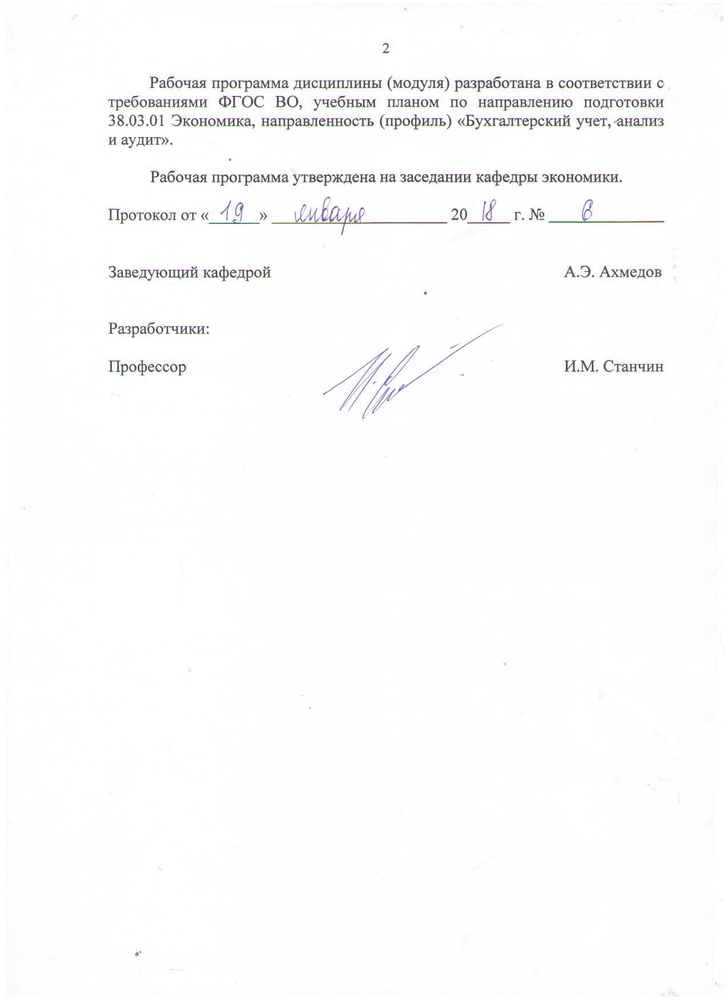 2
Рабочая программа дисциплины (модуля) разработана в соответствии с
требованиями ФГОС ВО, учебным планом по направлению подготовки
38.03.01 Экономика, направленность (профиль) «Бухгалтерский учет, анализ
и аудит».
Рабочая программа утверждена на заседании кафедры экономики.
Протокол от «19» января 2018 г. № 6
Заведующий кафедрой А.Э. Ахмедов
Разработчики:
Профессор И.М. Станчин